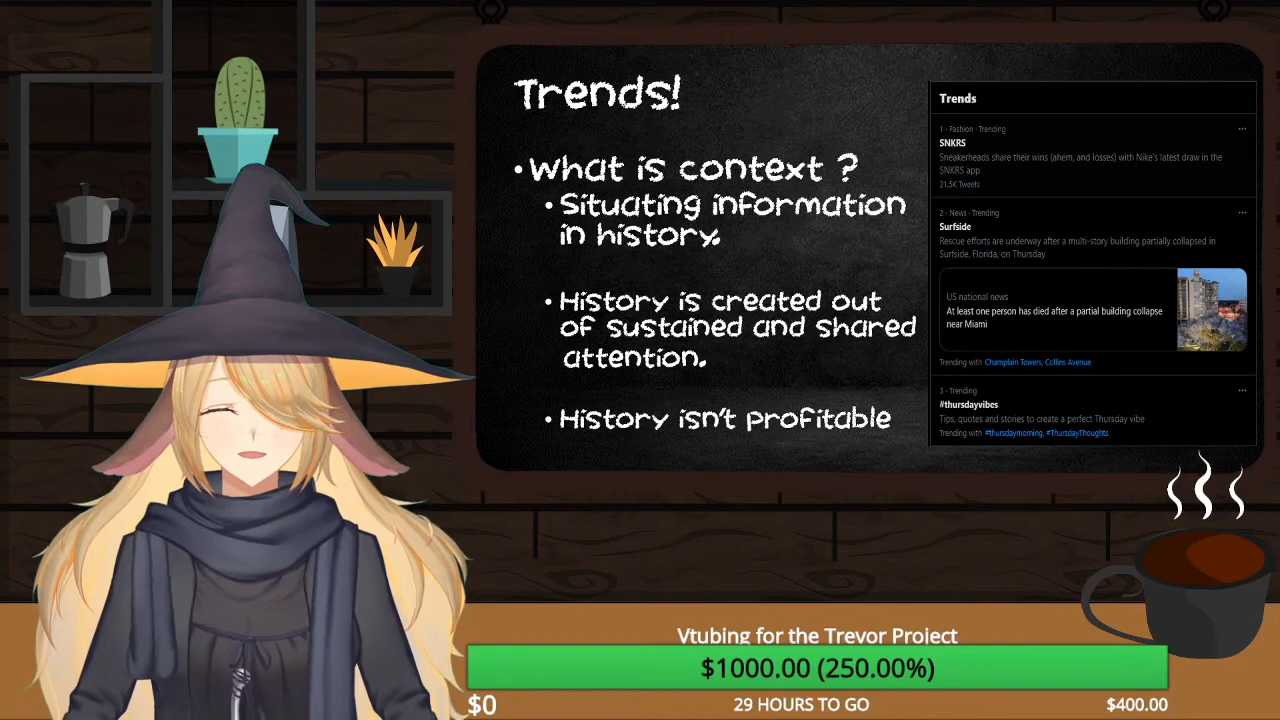 Trends!
• What is context ?
• Situating information
in history.
• History is created out
of sustained and shared
attention.
• History isn't profitable
Trends
1 · Fashion · Trending
SNKRS
Sneakerheads share their wins (ahem, and losses) with Nike's latest draw in the
SNKRS app
21.5K Tweets
2 · News · Trending
Surfside
Rescue efforts are underway after a multi-story building partially collapsed in
Surfside, Florida, on Thursday
US national news
At least one person has died after a partial building collapse
near Miami
Trending with Champlain Towers, Collins Avenue
3 · Trending
#thursdayvibes
Tips, quotes and stories to create a perfect Thursday vibe
Trending with #thursdaymorning, #ThursdayThoughts
Vtubing for the Trevor Project
$1000.00 (250.00%)
$0
29 HOURS TO GO
$400.00